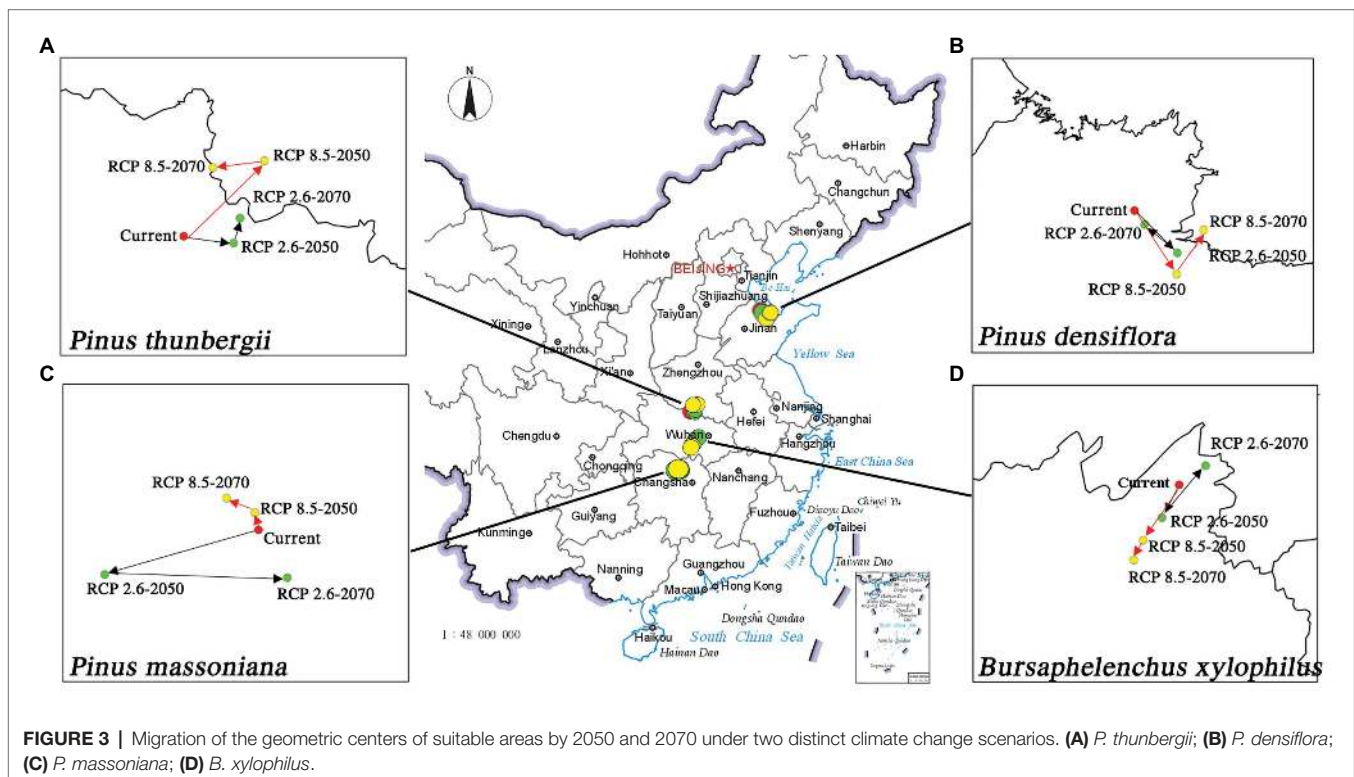 A
RCP 8.5-2070
RCP 8.5-2050
RCP 2.6-2070
Current
RCP 2.6-2050
Pinus thunbergii
B
Current
RCP 2.6-2070
RCP 8.5-2070
RCP 2.6-2050
RCP 8.5-2050
Pinus densiflora
C
RCP 8.5-2070
RCP 8.5-2050
Current
RCP 2.6-2050
RCP 2.6-2070
Pinus massoniana
D
RCP 2.6-2070
Current
RCP 2.6-2050
RCP 8.5-2050
RCP 8.5-2070
Bursaphelenchus xylophilus
N
Harbin
Changchun
Shenyang
Hohhot
BEIJING
Tianjin
Bo Hai
Shijiazhuang
Yinchuan
Taiyuan
Xining
Jinan
Lanzhou
Yellow Sea
Xi'an
Zhengzhou
Nanjing
Hefei
Shanghai
Chengdu
Wuhan
Hangzhou
East China Sea
Chongqing
Changsha
Nanchang
Guiyang
Fuzhou
Diaoyu Dao
Chiwei Yu
Kunming
Taiwan Haixia
Taibei
Taiwan Dao
Nanning
Guangzhou
Macau
Hong Kong
Dongsha Qundao
1 : 48 000 000
Haikou
South China Sea
Hainan Dao
FIGURE 3 | Migration of the geometric centers of suitable areas by 2050 and 2070 under two distinct climate change scenarios. (A) P. thunbergii; (B) P. densiflora;
(C) P. massoniana; (D) B. xylophilus.